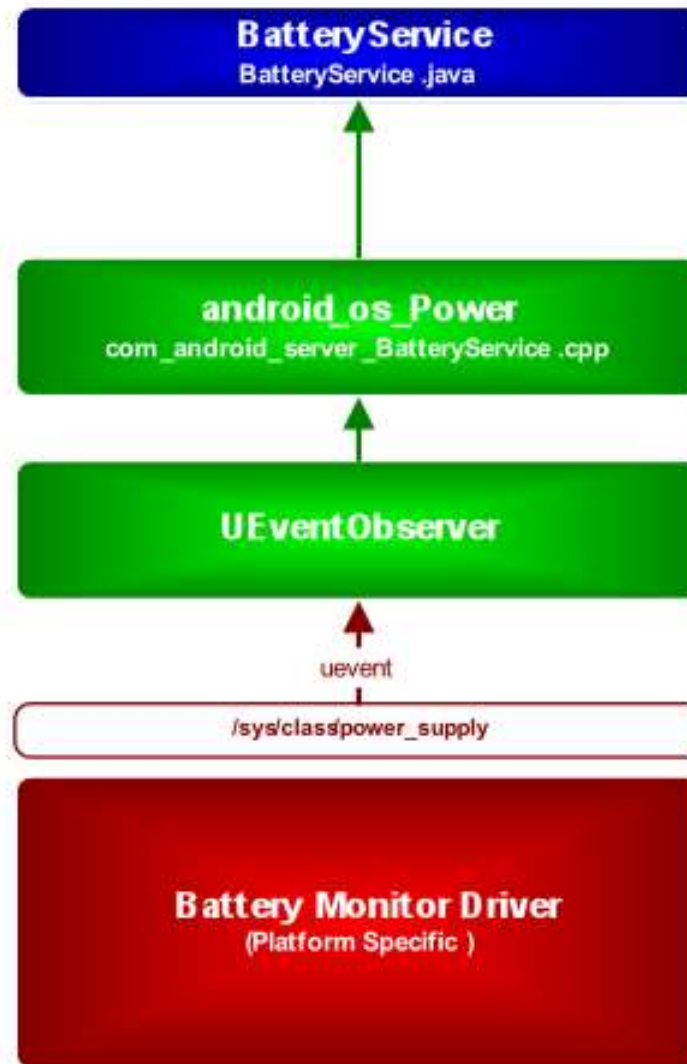 BatteryService
BatteryService .java
android_os_Power
com_android_server_BatteryService .cpp
UEventObserver
uevent
/sys/class/power_supply
Battery Monitor Driver
(Platform Specific )